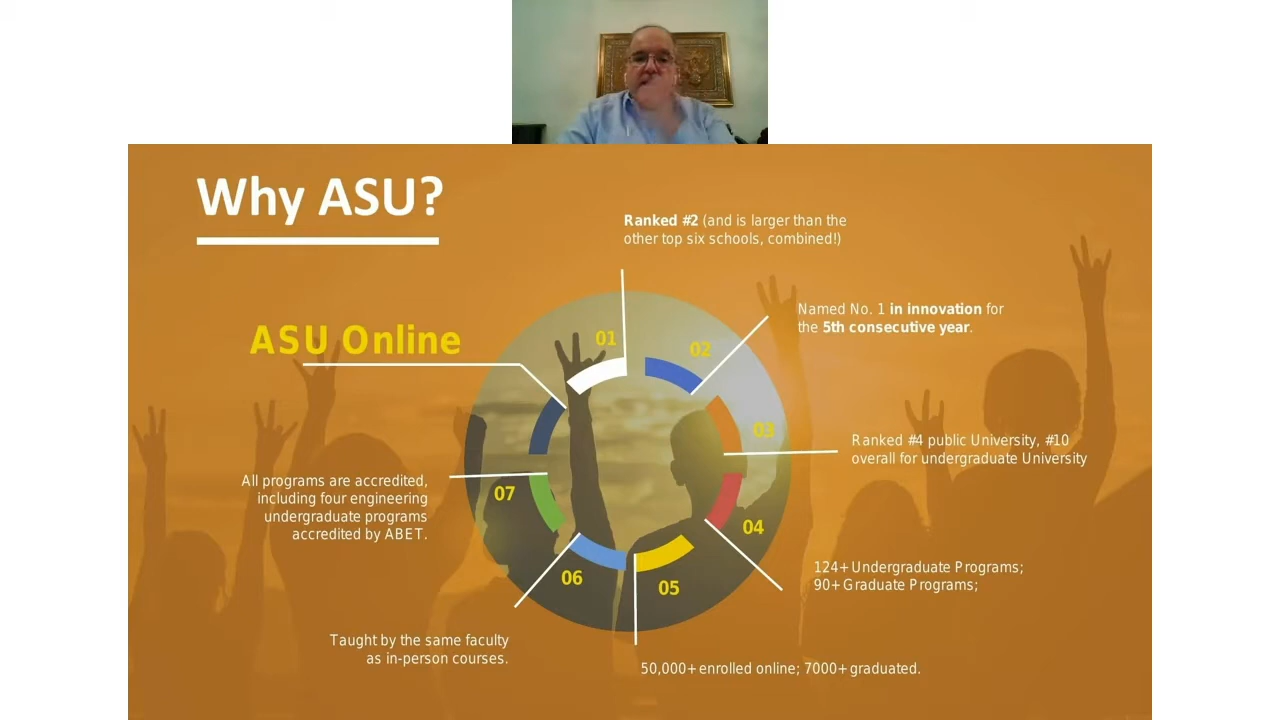 Why ASU?
Ranked #2 (and is larger than the
other top six schools, combined!)
Named No. 1 in innovation for
the 5th consecutive year.
ASU Online
01
02
03
Ranked #4 public University, #10
overall for undergraduate University
All programs are accredited,
including four engineering
undergraduate programs
accredited by ABET.
07
04
124+ Undergraduate Programs;
90+ Graduate Programs;
06
05
Taught by the same faculty
as in-person courses.
50,000+ enrolled online; 7000+ graduated.